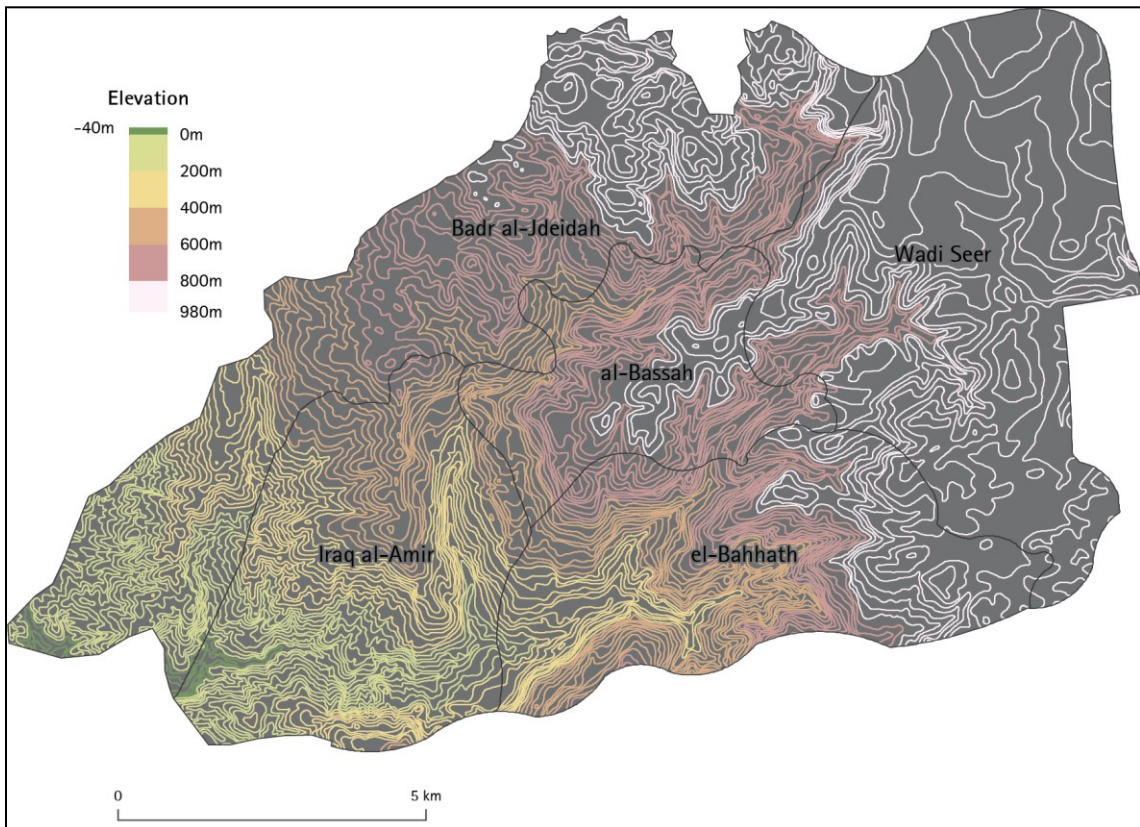 Elevation
-40m
0m
200m
400m
600m
800m
980m
Badr al-Jdeidah
Wadi Seer
al-Bassah
Iraq al-Amir
el-Bahhath
0
5 km